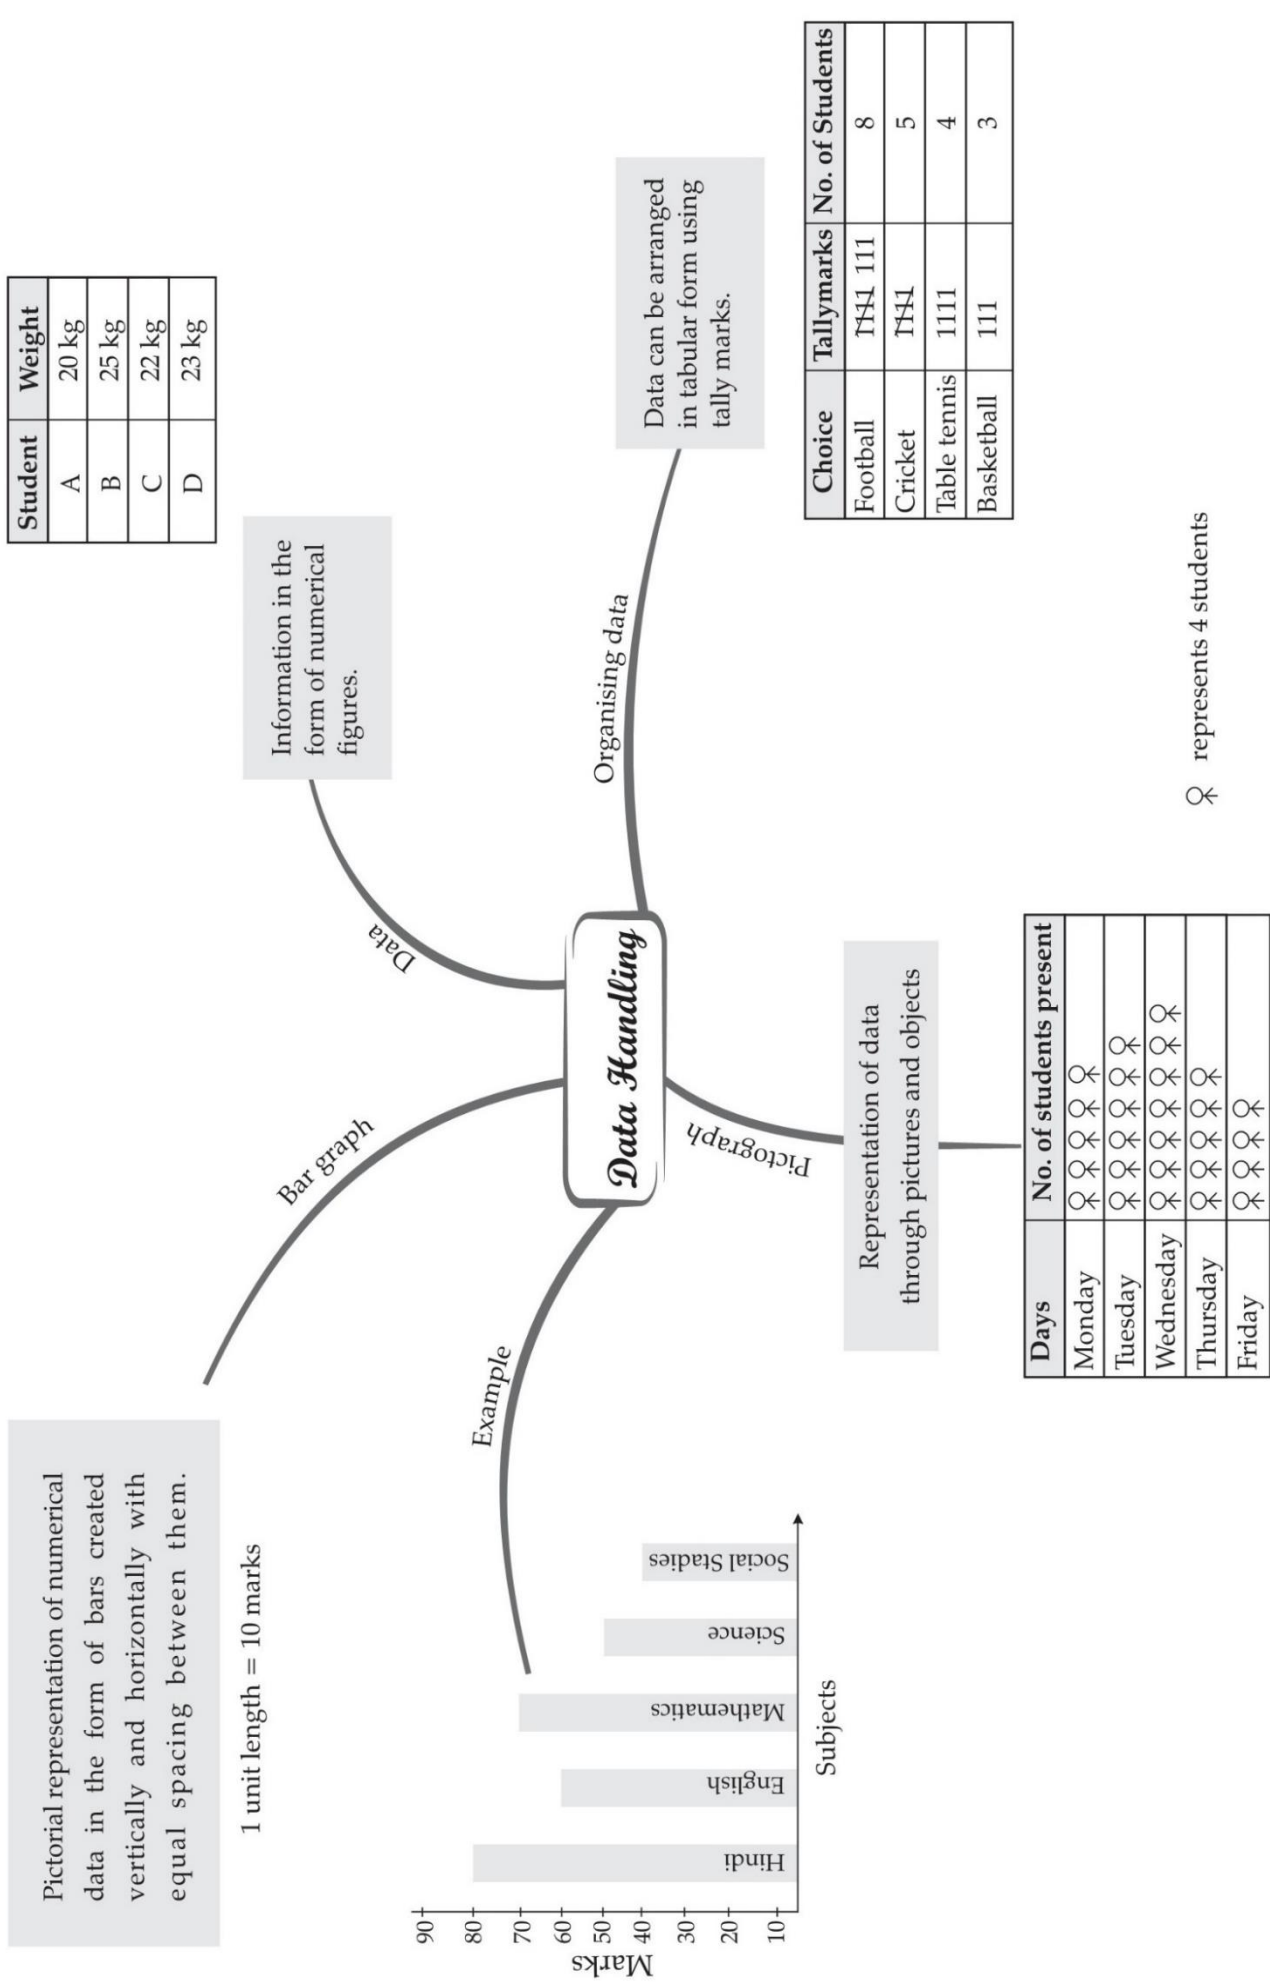 Data Handling
Bar graph
Pictorial representation of numerical
data in the form of bars created
vertically and horizontally with
equal spacing between them.
1 unit length = 10 marks
Example
Marks
90
80
70
60
50
40
30
20
10
Hindi
English
Mathematics
Science
Social Studies
Subjects
Data
Information in the
form of numerical
figures.
Student Weight
A 20 kg
B 25 kg
C 22 kg
D 23 kg
Organising data
Data can be arranged
in tabular form using
tally marks.
Choice Tallymarks No. of Students
Football 1111 111 8
Cricket 1111 5
Table tennis 1111 4
Basketball 111 3
Pictograph
Representation of data
through pictures and objects
Days No. of students present
Monday
Tuesday
Wednesday
Thursday
Friday
represents 4 students